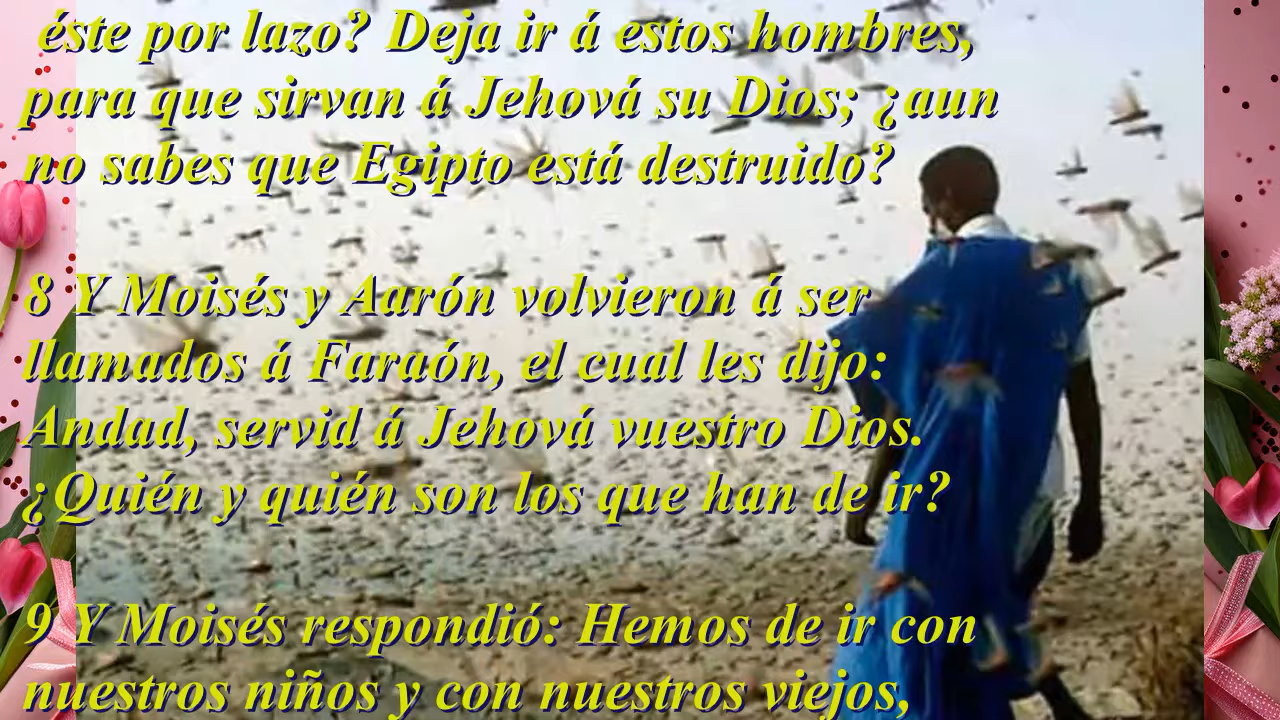 éste por lazo? Deja ir á estos hombres,
para que sirvan á Jehová su Dios; ¿aun
no sabes que Egipto está destruido?
8 Y Moisés y Aarón volvieron á ser
llamados á Faraón, el cual les dijo:
Andad, servid á Jehová vuestro Dios.
¿Quién y quién son los que han de ir?
9 Y Moisés respondió: Hemos de ir con
nuestros niños y con nuestros viejos,